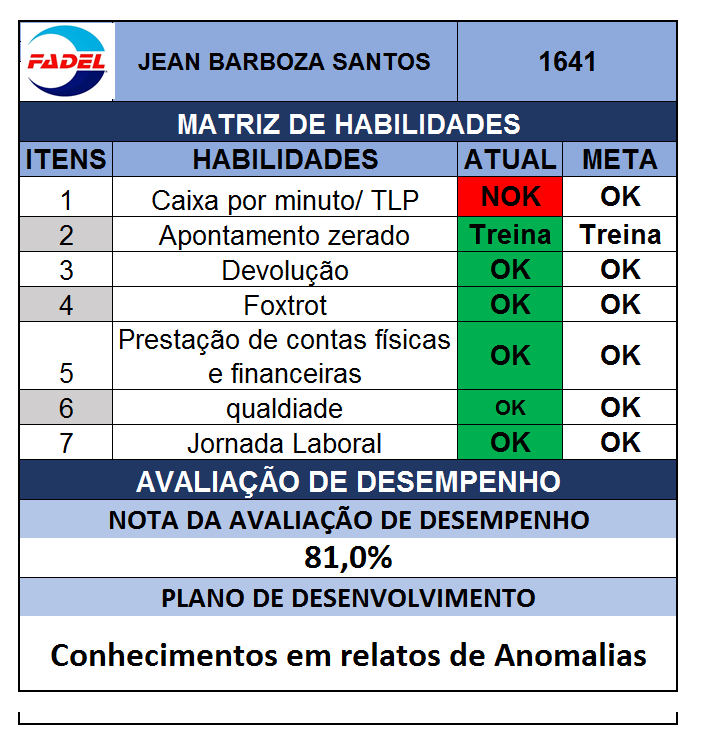 FADEL
JEAN BARBOZA SANTOS 1641
MATRIZ DE HABILIDADES
ITENS HABILIDADES ATUAL META
1 Caixa por minuto/ TLP NOK OK
2 Apontamento zerado Treina Treina
3 Devolução OK OK
4 Foxtrot OK OK
5 Prestação de contas físicas
e financeiras OK OK
6 qualdiade OK OK
7 Jornada Laboral OK OK
AVALIAÇÃO DE DESEMPENHO
NOTA DA AVALIAÇÃO DE DESEMPENHO
81,0%
PLANO DE DESENVOLVIMENTO
Conhecimentos em relatos de Anomalias